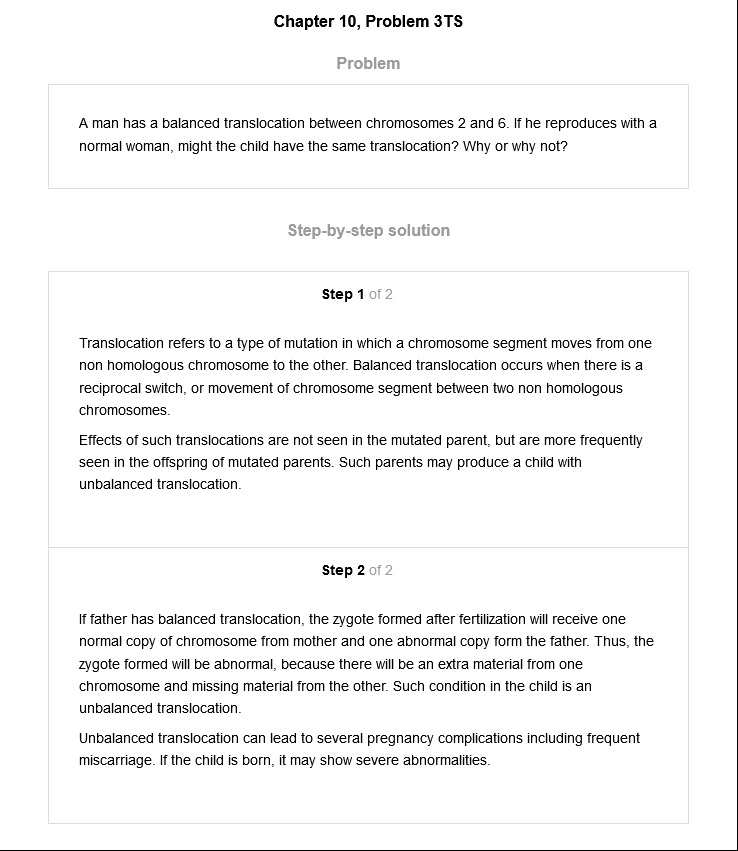 Chapter 10, Problem 3TS
Problem
A man has a balanced translocation between chromosomes 2 and 6. If he reproduces with a
normal woman, might the child have the same translocation? Why or why not?
Step-by-step solution
Step 1 of 2
Translocation refers to a type of mutation in which a chromosome segment moves from one
non homologous chromosome to the other. Balanced translocation occurs when there is a
reciprocal switch, or movement of chromosome segment between two non homologous
chromosomes.
Effects of such translocations are not seen in the mutated parent, but are more frequently
seen in the offspring of mutated parents. Such parents may produce a child with
unbalanced translocation.
Step 2 of 2
If father has balanced translocation, the zygote formed after fertilization will receive one
normal copy of chromosome from mother and one abnormal copy form the father. Thus, the
zygote formed will be abnormal, because there will be an extra material from one
chromosome and missing material from the other. Such condition in the child is an
unbalanced translocation.
Unbalanced translocation can lead to several pregnancy complications including frequent
miscarriage. If the child is born, it may show severe abnormalities.